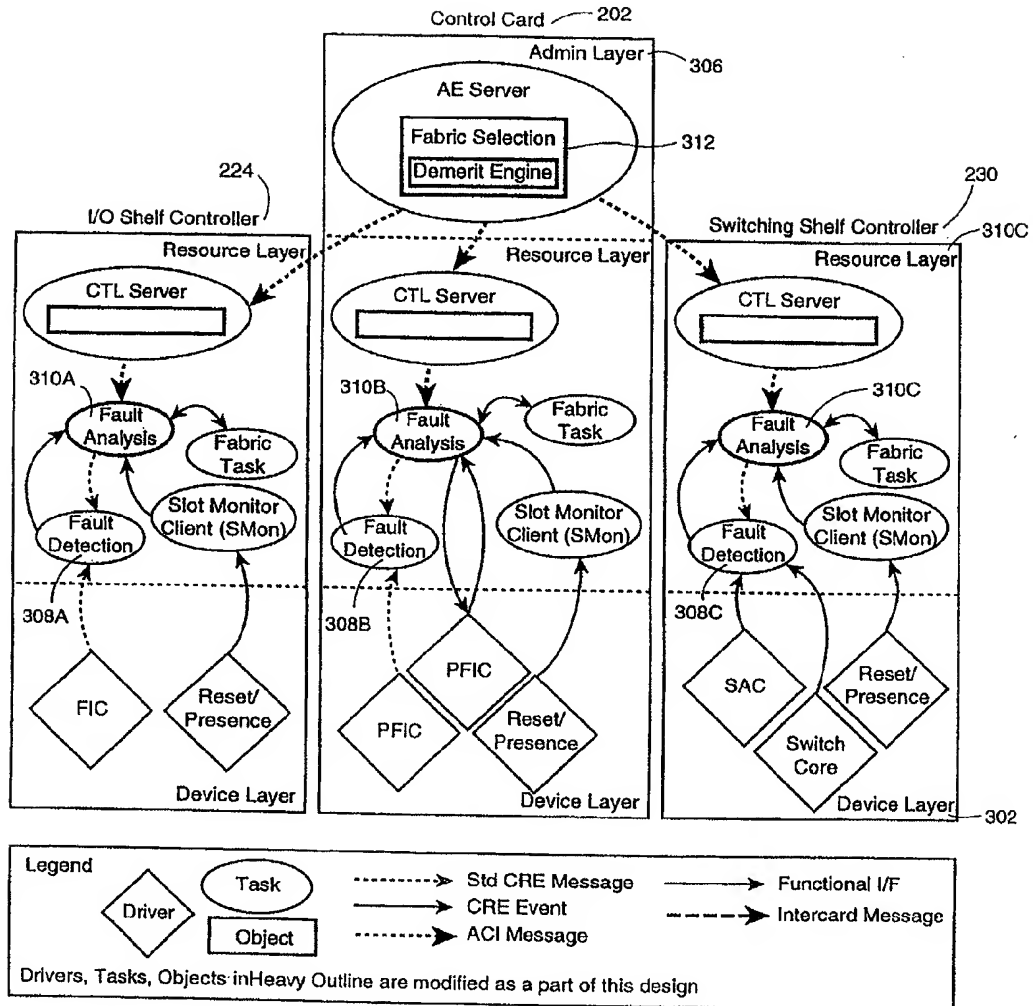 Control Card
202
Admin Layer
306
AE Server
Fabric Selection
312
Demerit Engine
224
230
I/O Shelf Controller
Switching Shelf Controller
310C
Resource Layer
Resource Layer
Resource Layer
CTL Server
CTL Server
CTL Server
310A
310B
310C
Fault
Analysis
Fabric
Task
Fault
Analysis
Fabric
Task
Fault
Analysis
Fabric
Task
Slot Monitor
Client (SMon)
Slot Monitor
Client (SMon)
Slot Monitor
Client (SMon)
Fault
Detection
Fault
Detection
Fault
Detection
308A
308B
308C
FIC
Reset/
Presence
PFIC
PFIC
Reset/
Presence
SAC
Reset/
Presence
Switch
Core
Device Layer
Device Layer
Device Layer
302
Legend
Driver
Task
Object
Std CRE Message
CRE Event
ACI Message
Functional I/F
Intercard Message
Drivers, Tasks, Objects inHeavy Outline are modified as a part of this design